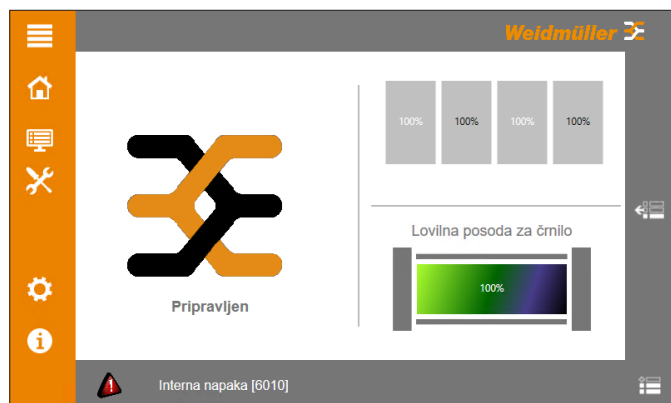 Weidmüller
100% 100% 100% 100%
Lovilna posoda za črnilo
100%
Pripravljen
Interna napaka [6010]